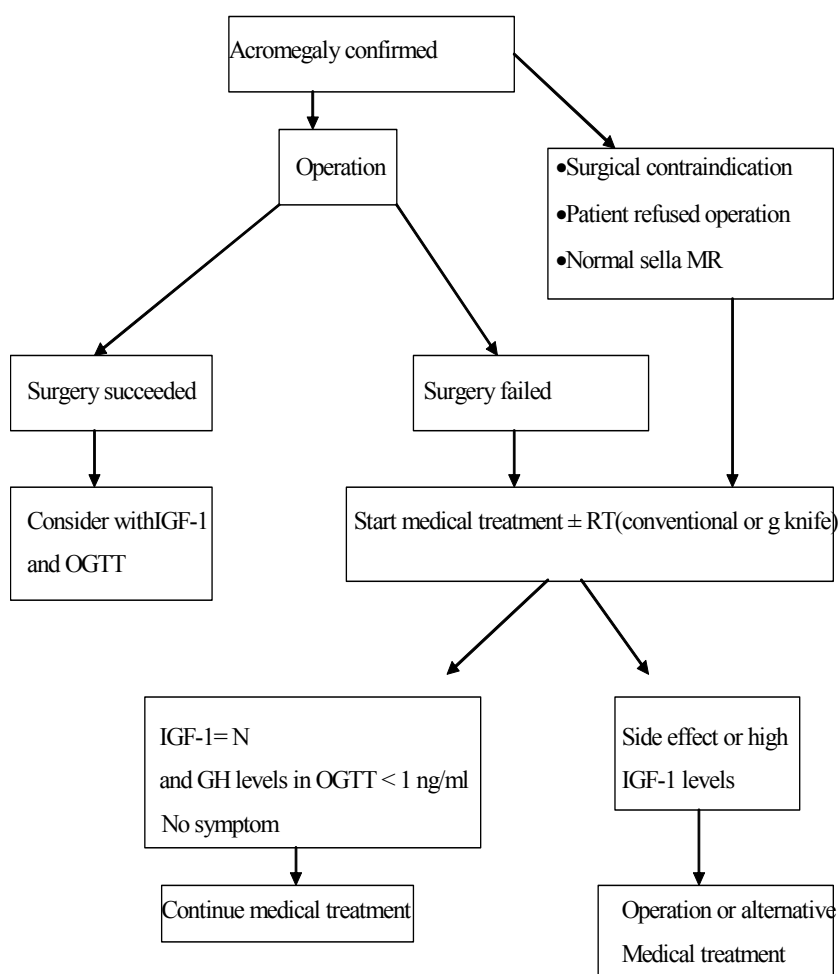 Acromegaly confirmed
Operation
•Surgical contraindication
•Patient refused operation
•Normal sella MR
Surgery succeeded
Surgery failed
Consider withIGF-1
and OGTT
Start medical treatment ± RT(conventional or g knife)
IGF-1= N
and GH levels in OGTT < 1 ng/ml
No symptom
Side effect or high
IGF-1 levels
Continue medical treatment
Operation or alternative
Medical treatment